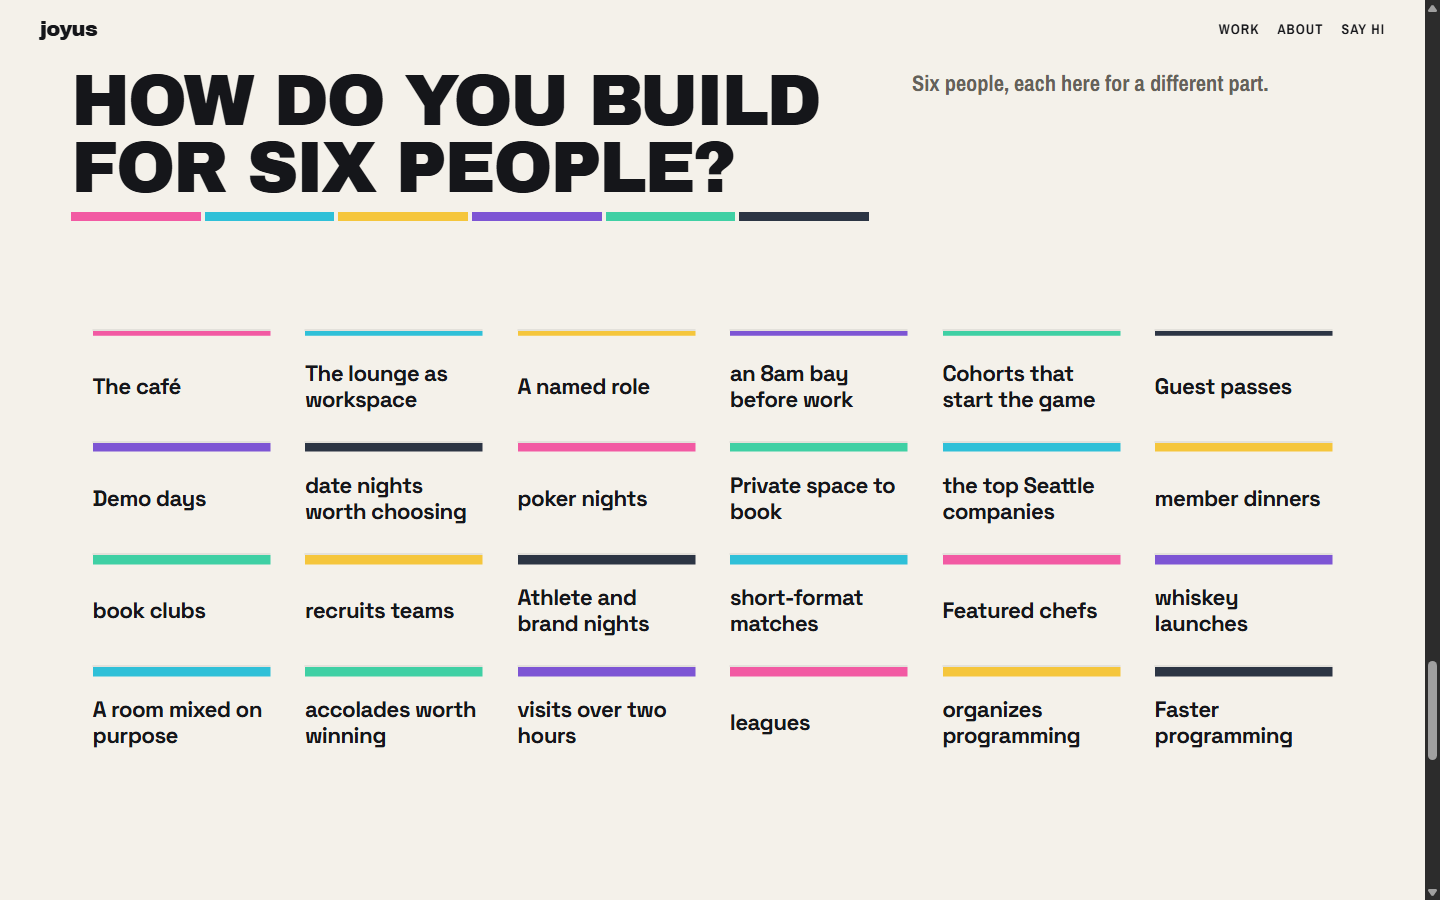 joyus
WORK ABOUT SAY HI
HOW DO YOU BUILD
FOR SIX PEOPLE?
Six people, each here for a different part.
The café
The lounge as
workspace
A named role
an 8am bay
before work
Cohorts that
start the game
Guest passes
Demo days
date nights
worth choosing
poker nights
Private space to
book
the top Seattle
companies
member dinners
book clubs
recruits teams
Athlete and
brand nights
short-format
matches
Featured chefs
whiskey
launches
A room mixed on
purpose
accolades worth
winning
visits over two
hours
leagues
organizes
programming
Faster
programming